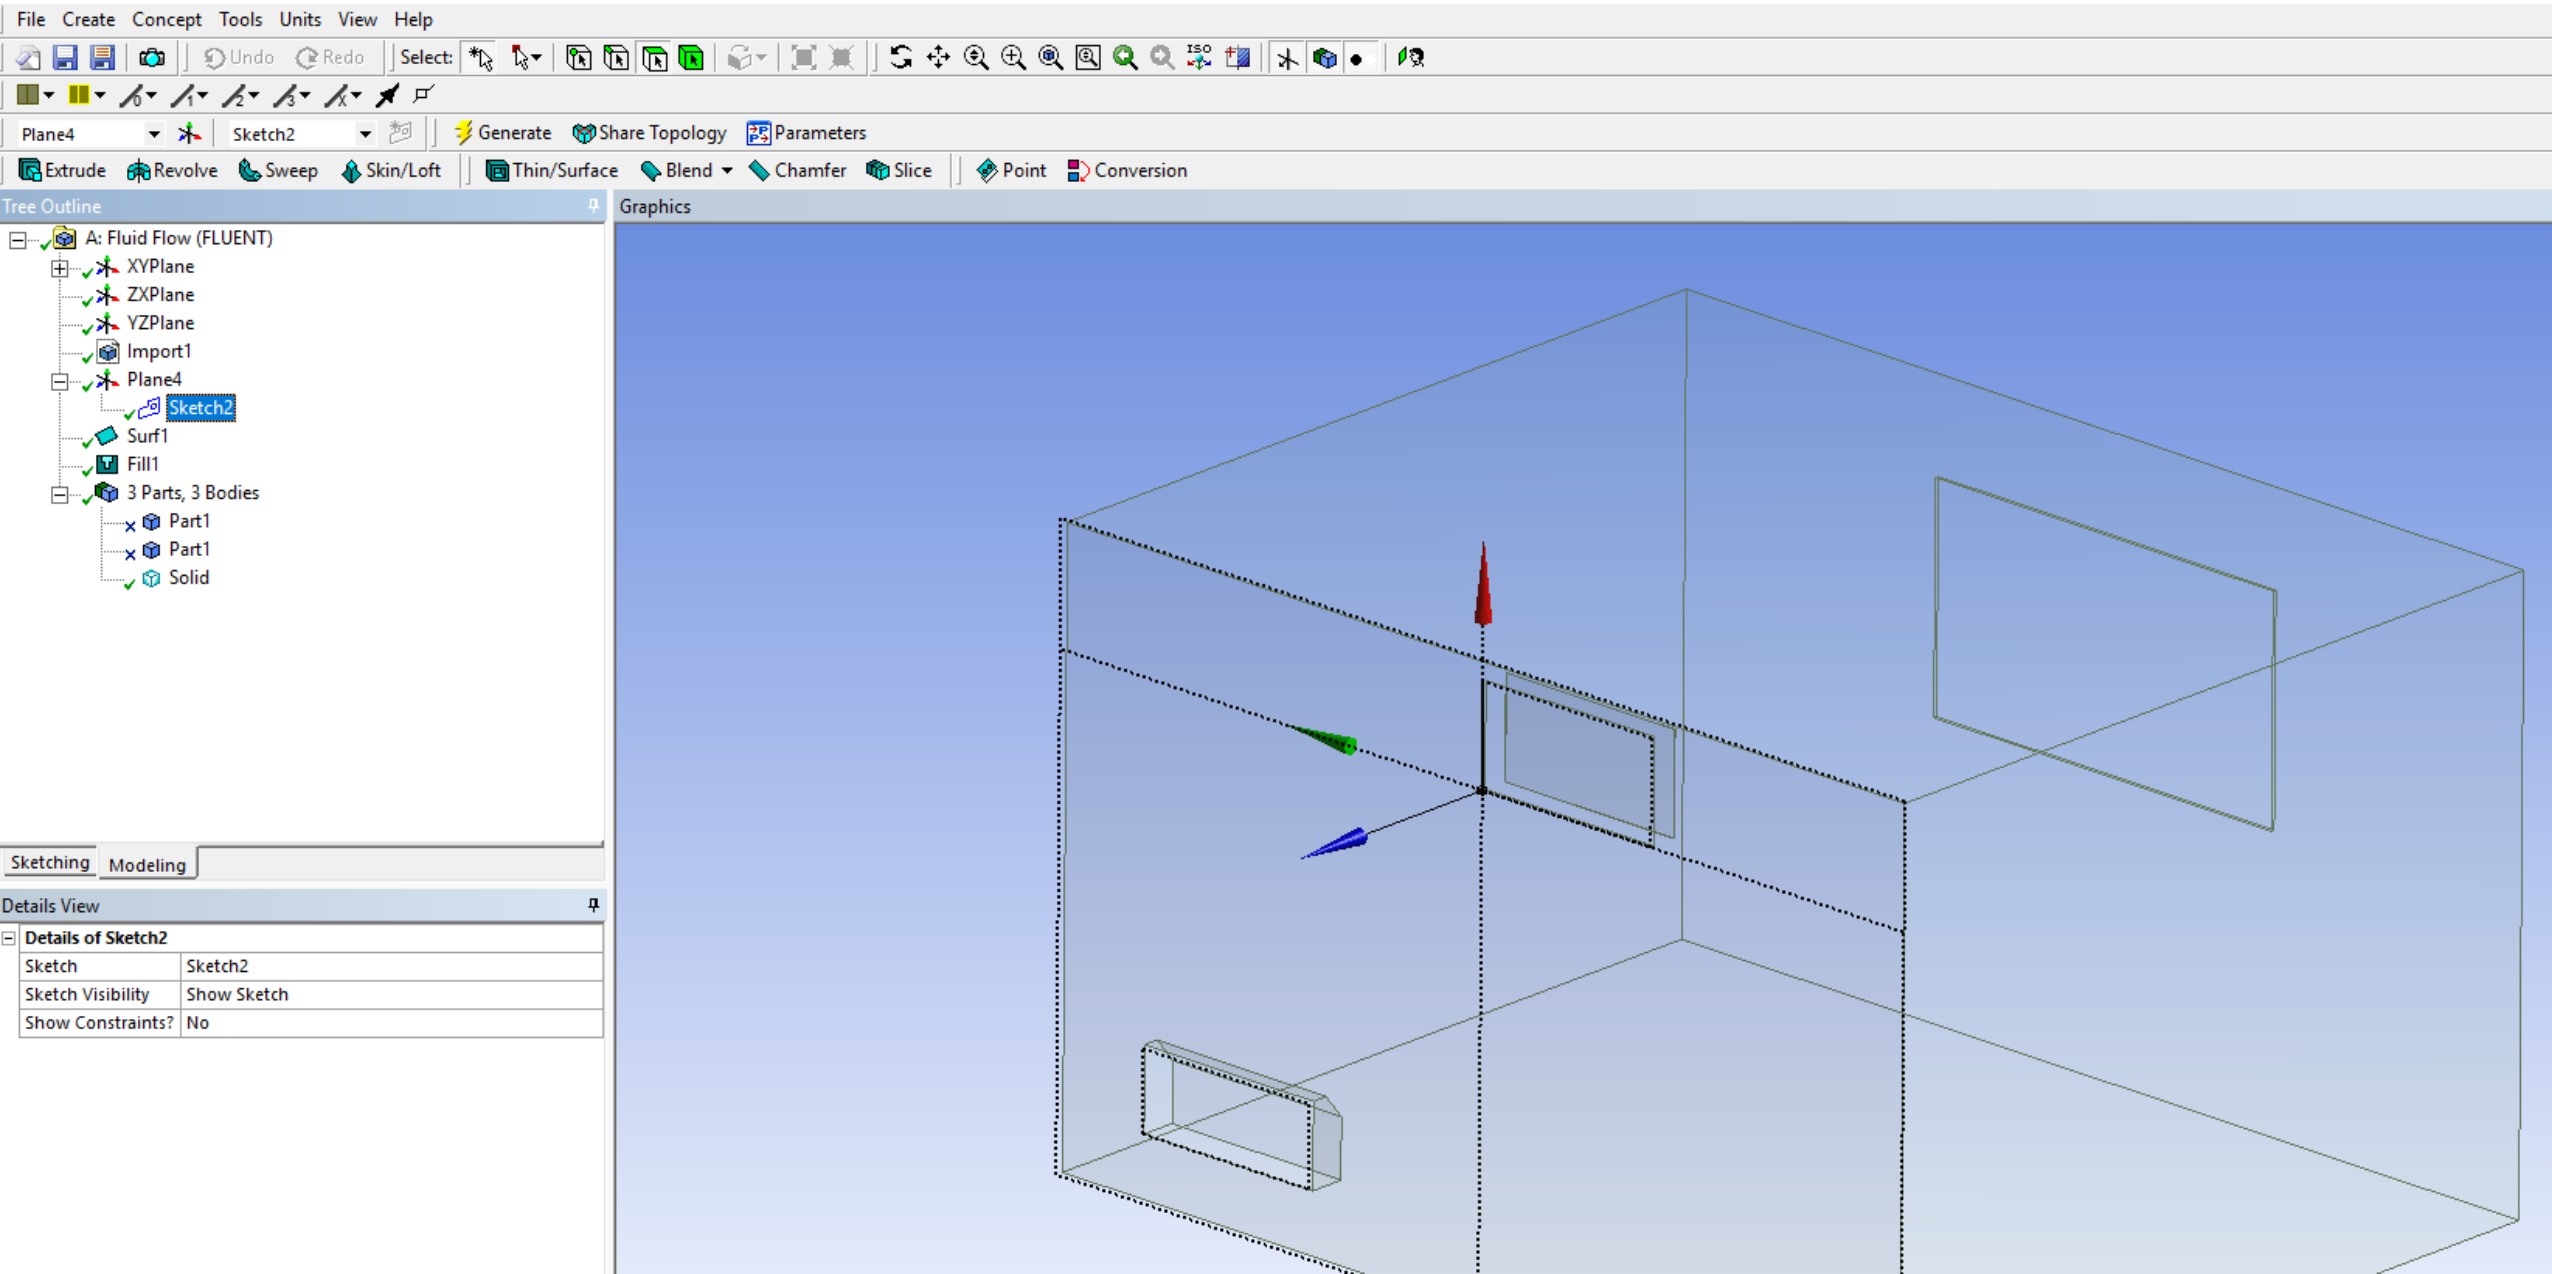 File Create Concept Tools Units View Help
Undo Redo Select: ISO
Plane4 Sketch2 Generate Share Topology Parameters
Extrude Revolve Sweep Skin/Loft Thin/Surface Blend Chamfer Slice Point Conversion
Tree Outline
Graphics
A: Fluid Flow (FLUENT)
XYPlane
ZXPlane
YZPlane
Import1
Plane4
Sketch2
Surf1
Fill1
3 Parts, 3 Bodies
Part1
Part1
Solid
Sketching Modeling
Details View
Details of Sketch2
Sketch Sketch2
Sketch Visibility Show Sketch
Show Constraints? No